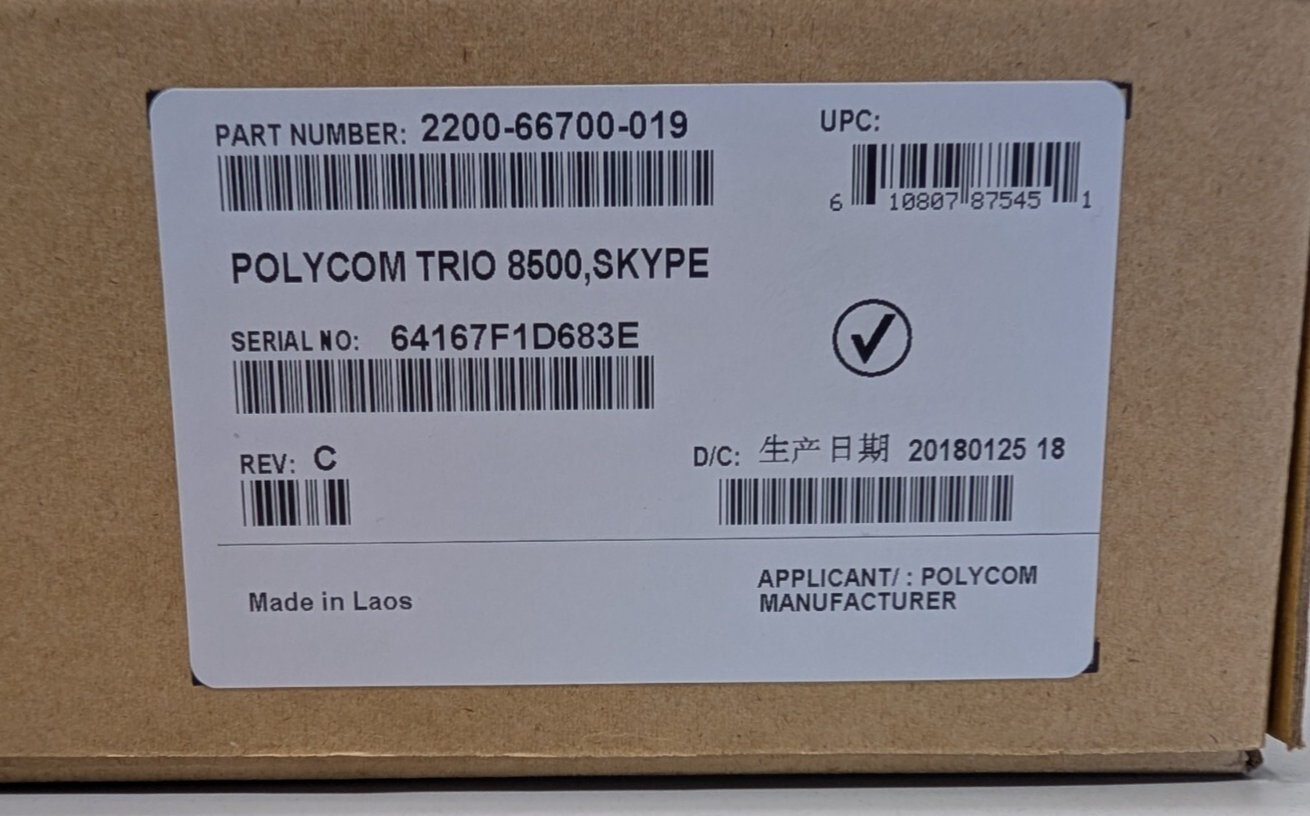 PART NUMBER: 2200-66700-019
UPC:
6 10807 87545 1
POLYCOM TRIO 8500,SKYPE
SERIAL NO: 64167F1D683E
REV: C
D/C: 生产日期 20180125 18
Made in Laos
APPLICANT/ : POLYCOM
MANUFACTURER